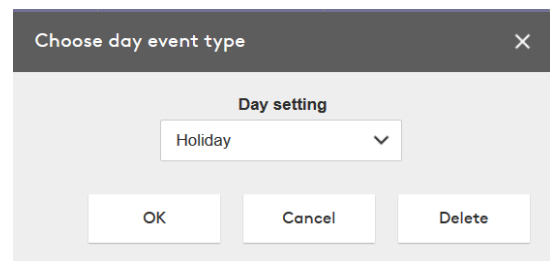 Choose day event type
Day setting
Holiday
OK Cancel Delete